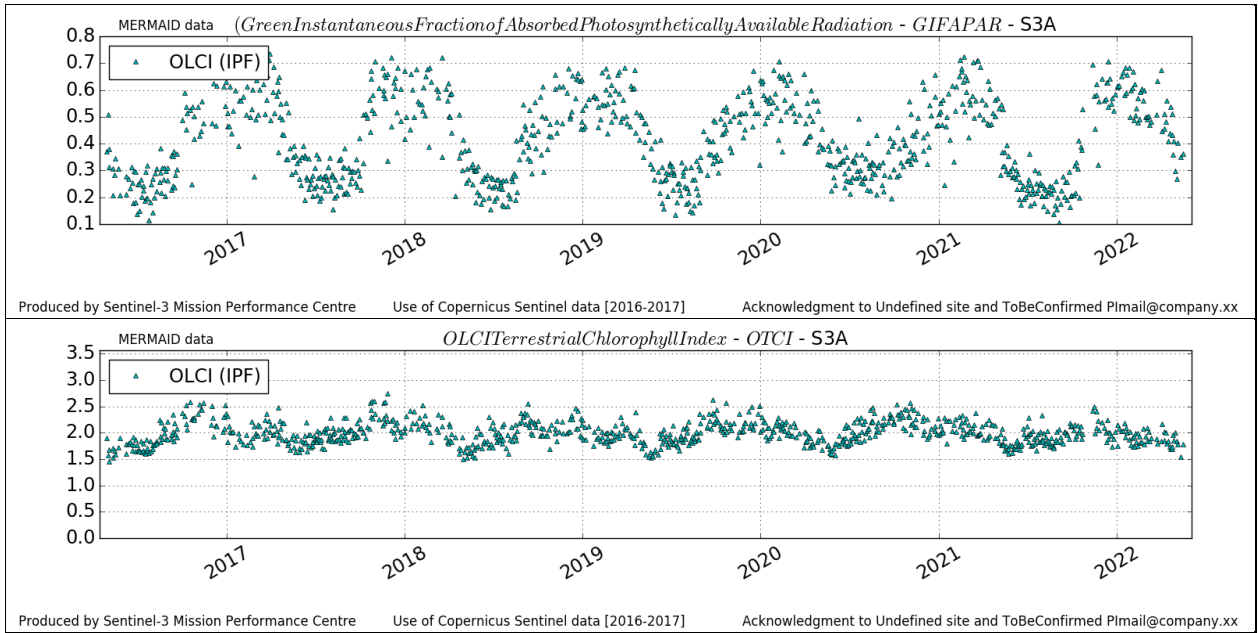 MERMAID data (GreenInstantaneousFractionofAbsorbedPhotosyntheticallyAvailableRadiation - GIFAPAR - S3A
0.8
OLCI (IPF)
0.7
0.6
0.5
0.4
0.3
0.2
0.1
2017 2018 2019 2020 2021 2022
Produced by Sentinel-3 Mission Performance Centre Use of Copernicus Sentinel data [2016-2017] Acknowledgment to Undefined site and ToBeConfirmed PImail@company.xx
MERMAID data OLCITerrestrialChlorophyllIndex - OTCI - S3A
3.5
OLCI (IPF)
3.0
2.5
2.0
1.5
1.0
0.5
0.0
2017 2018 2019 2020 2021 2022
Produced by Sentinel-3 Mission Performance Centre Use of Copernicus Sentinel data [2016-2017] Acknowledgment to Undefined site and ToBeConfirmed PImail@company.xx